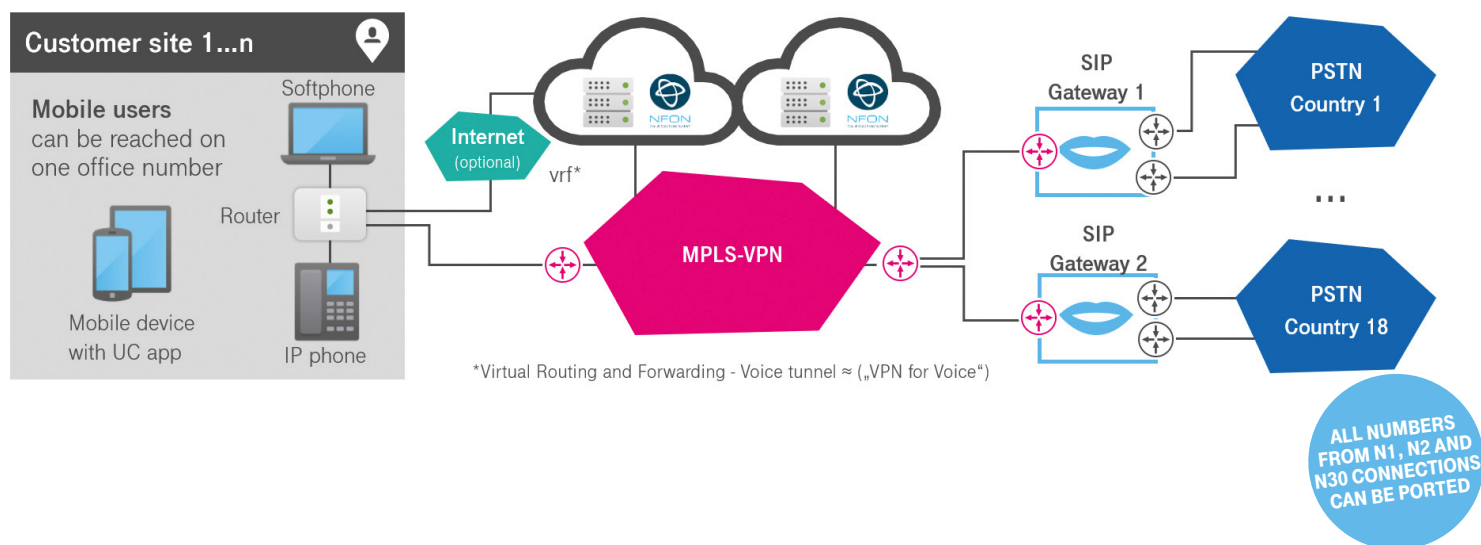 Customer site 1...n
Mobile users
can be reached on
one office number
Softphone
Router
Mobile device
with UC app
IP phone
Internet
(optional)
vrf*
NFON
NFON
MPLS-VPN
*Virtual Routing and Forwarding - Voice tunnel ≈ („VPN for Voice“)
SIP
Gateway 1
PSTN
Country 1
...
SIP
Gateway 2
PSTN
Country 18
ALL NUMBERS
FROM N1, N2 AND
N30 CONNECTIONS
CAN BE PORTED